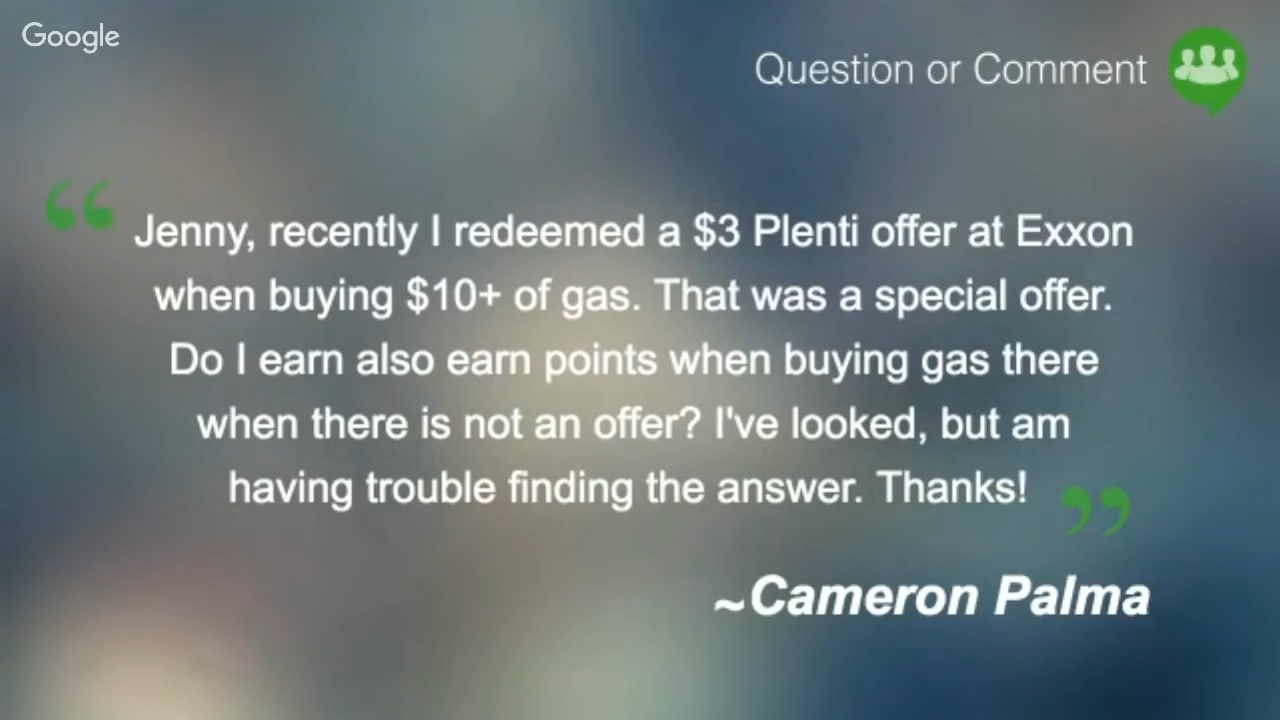 Google
Question or Comment
“ Jenny, recently I redeemed a $3 Plenti offer at Exxon
when buying $10+ of gas. That was a special offer.
Do I earn also earn points when buying gas there
when there is not an offer? I've looked, but am
having trouble finding the answer. Thanks! ”
~Cameron Palma